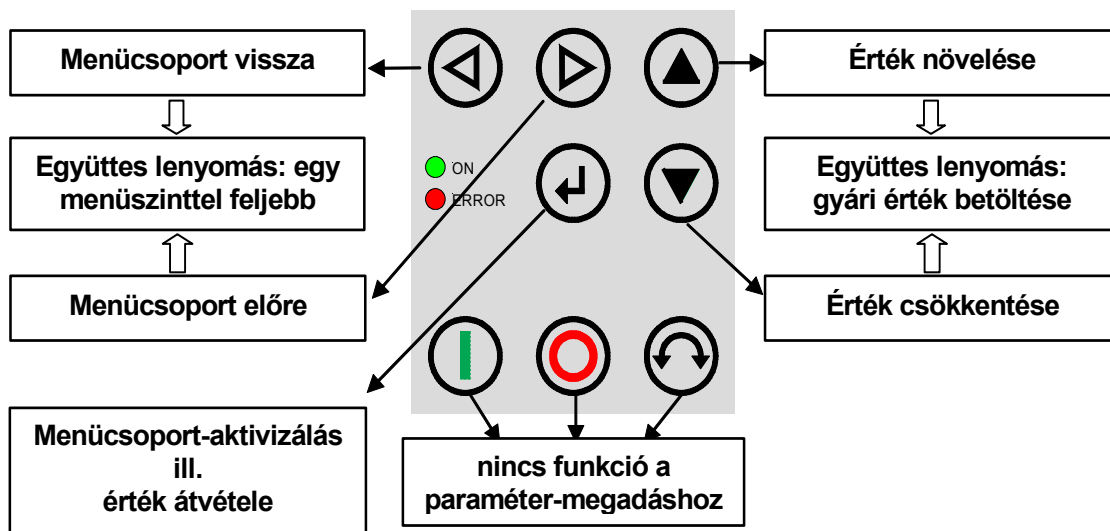 Menücsoport vissza
Együttes lenyomás: egy
menüszinttel feljebb
Menücsoport előre
Menücsoport-aktivizálás
ill.
érték átvétele
ON
ERROR
nincs funkció a
paraméter-megadáshoz
Érték növelése
Együttes lenyomás:
gyári érték betöltése
Érték csökkentése